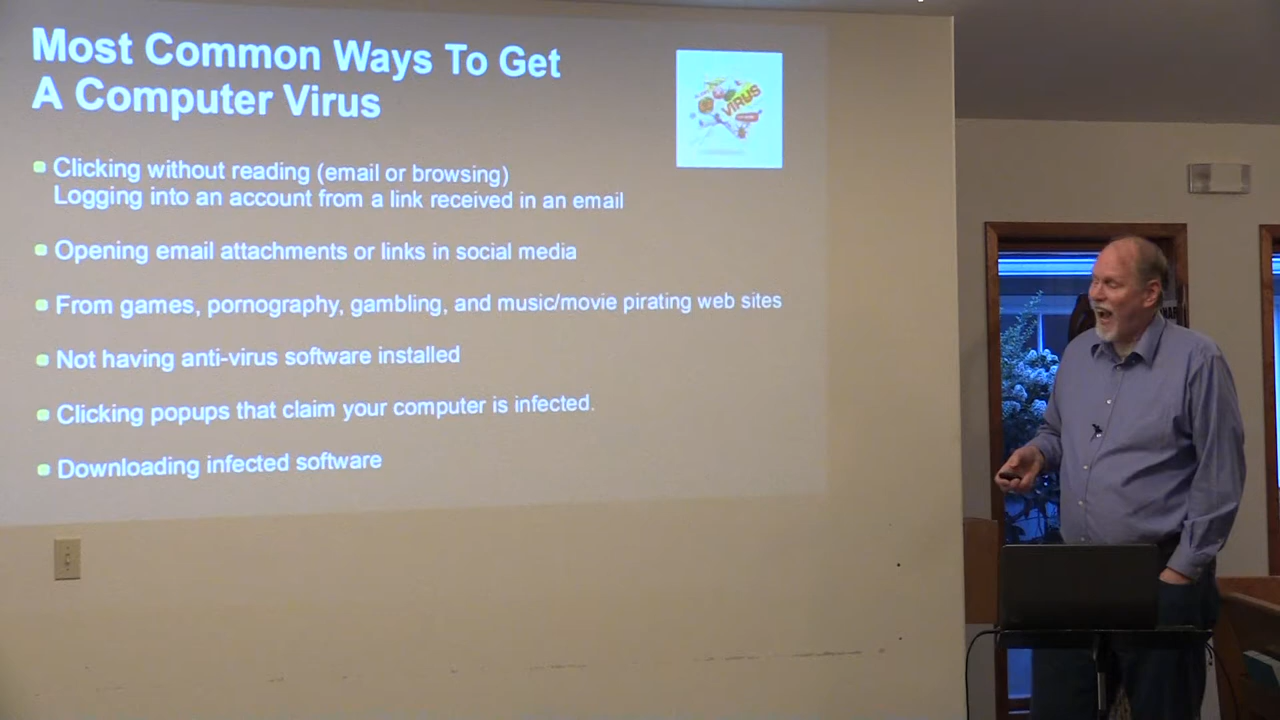 Most Common Ways To Get
A Computer Virus
VIRUS
Clicking without reading (email or browsing)
Logging into an account from a link received in an email
Opening email attachments or links in social media
From games, pornography, gambling, and music/movie pirating web sites
Not having anti-virus software installed
Clicking popups that claim your computer is infected.
Downloading infected software